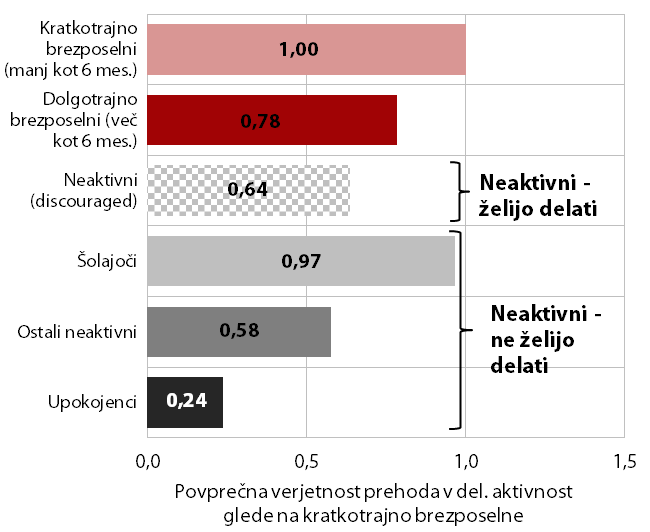 Kratkotrajno
brezposelni
(manj kot 6 mes.)
1,00
Dolgotrajno
brezposelni (več
kot 6 mes.)
0,78
Neaktivni
(discouraged)
0,64
Neaktivni -
želijo delati
Šolajoči
0,97
Ostali neaktivni
0,58
Neaktivni -
ne želijo
delati
Upokojenci
0,24
0,0 0,5 1,0 1,5
Povprečna verjetnost prehoda v del. aktivnost
glede na kratkotrajno brezposelne